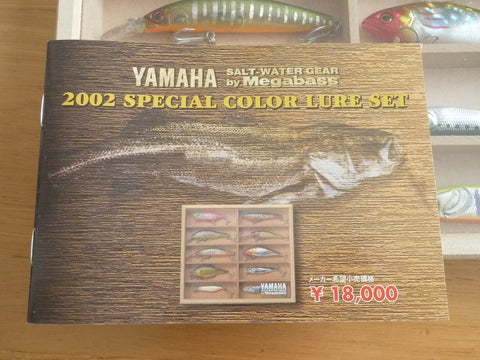 YAMAHA SALT-WATER-GEAR
by Megabass
2002 SPECIAL COLOR LURE SET
YAMAHA
メーカー希望小売価格
¥ 18,000